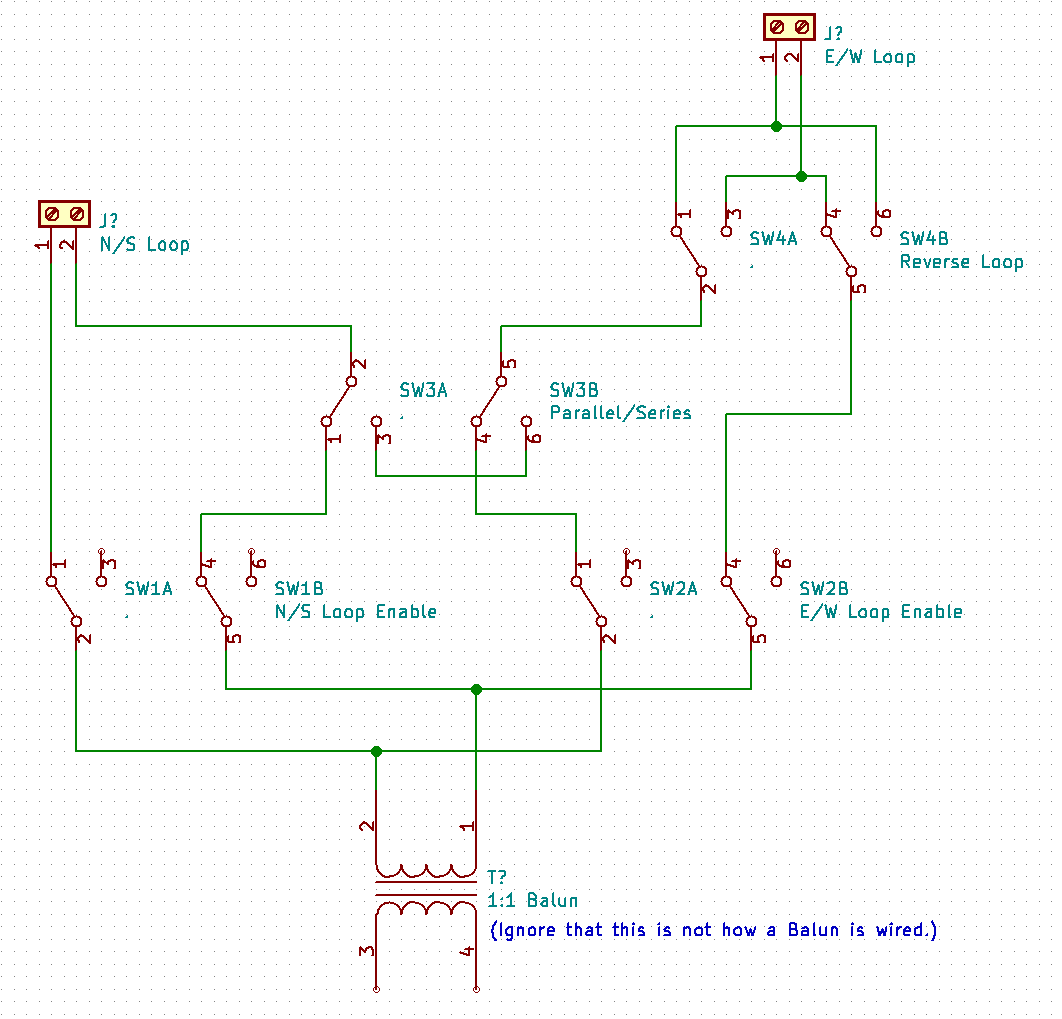 J?
E/W Loop
1 2
J?
N/S Loop
1 2
1 3 4 6
SW4A
.
SW4B
Reverse Loop
2 5
2 5
SW3A
.
SW3B
Parallel/Series
1 3 4 6
1 3 4 6 1 3 4 6
SW1A
.
SW1B
N/S Loop Enable
SW2A
.
SW2B
E/W Loop Enable
2 5 2 5
2 1
T?
1:1 Balun
(Ignore that this is not how a Balun is wired.)
3 4